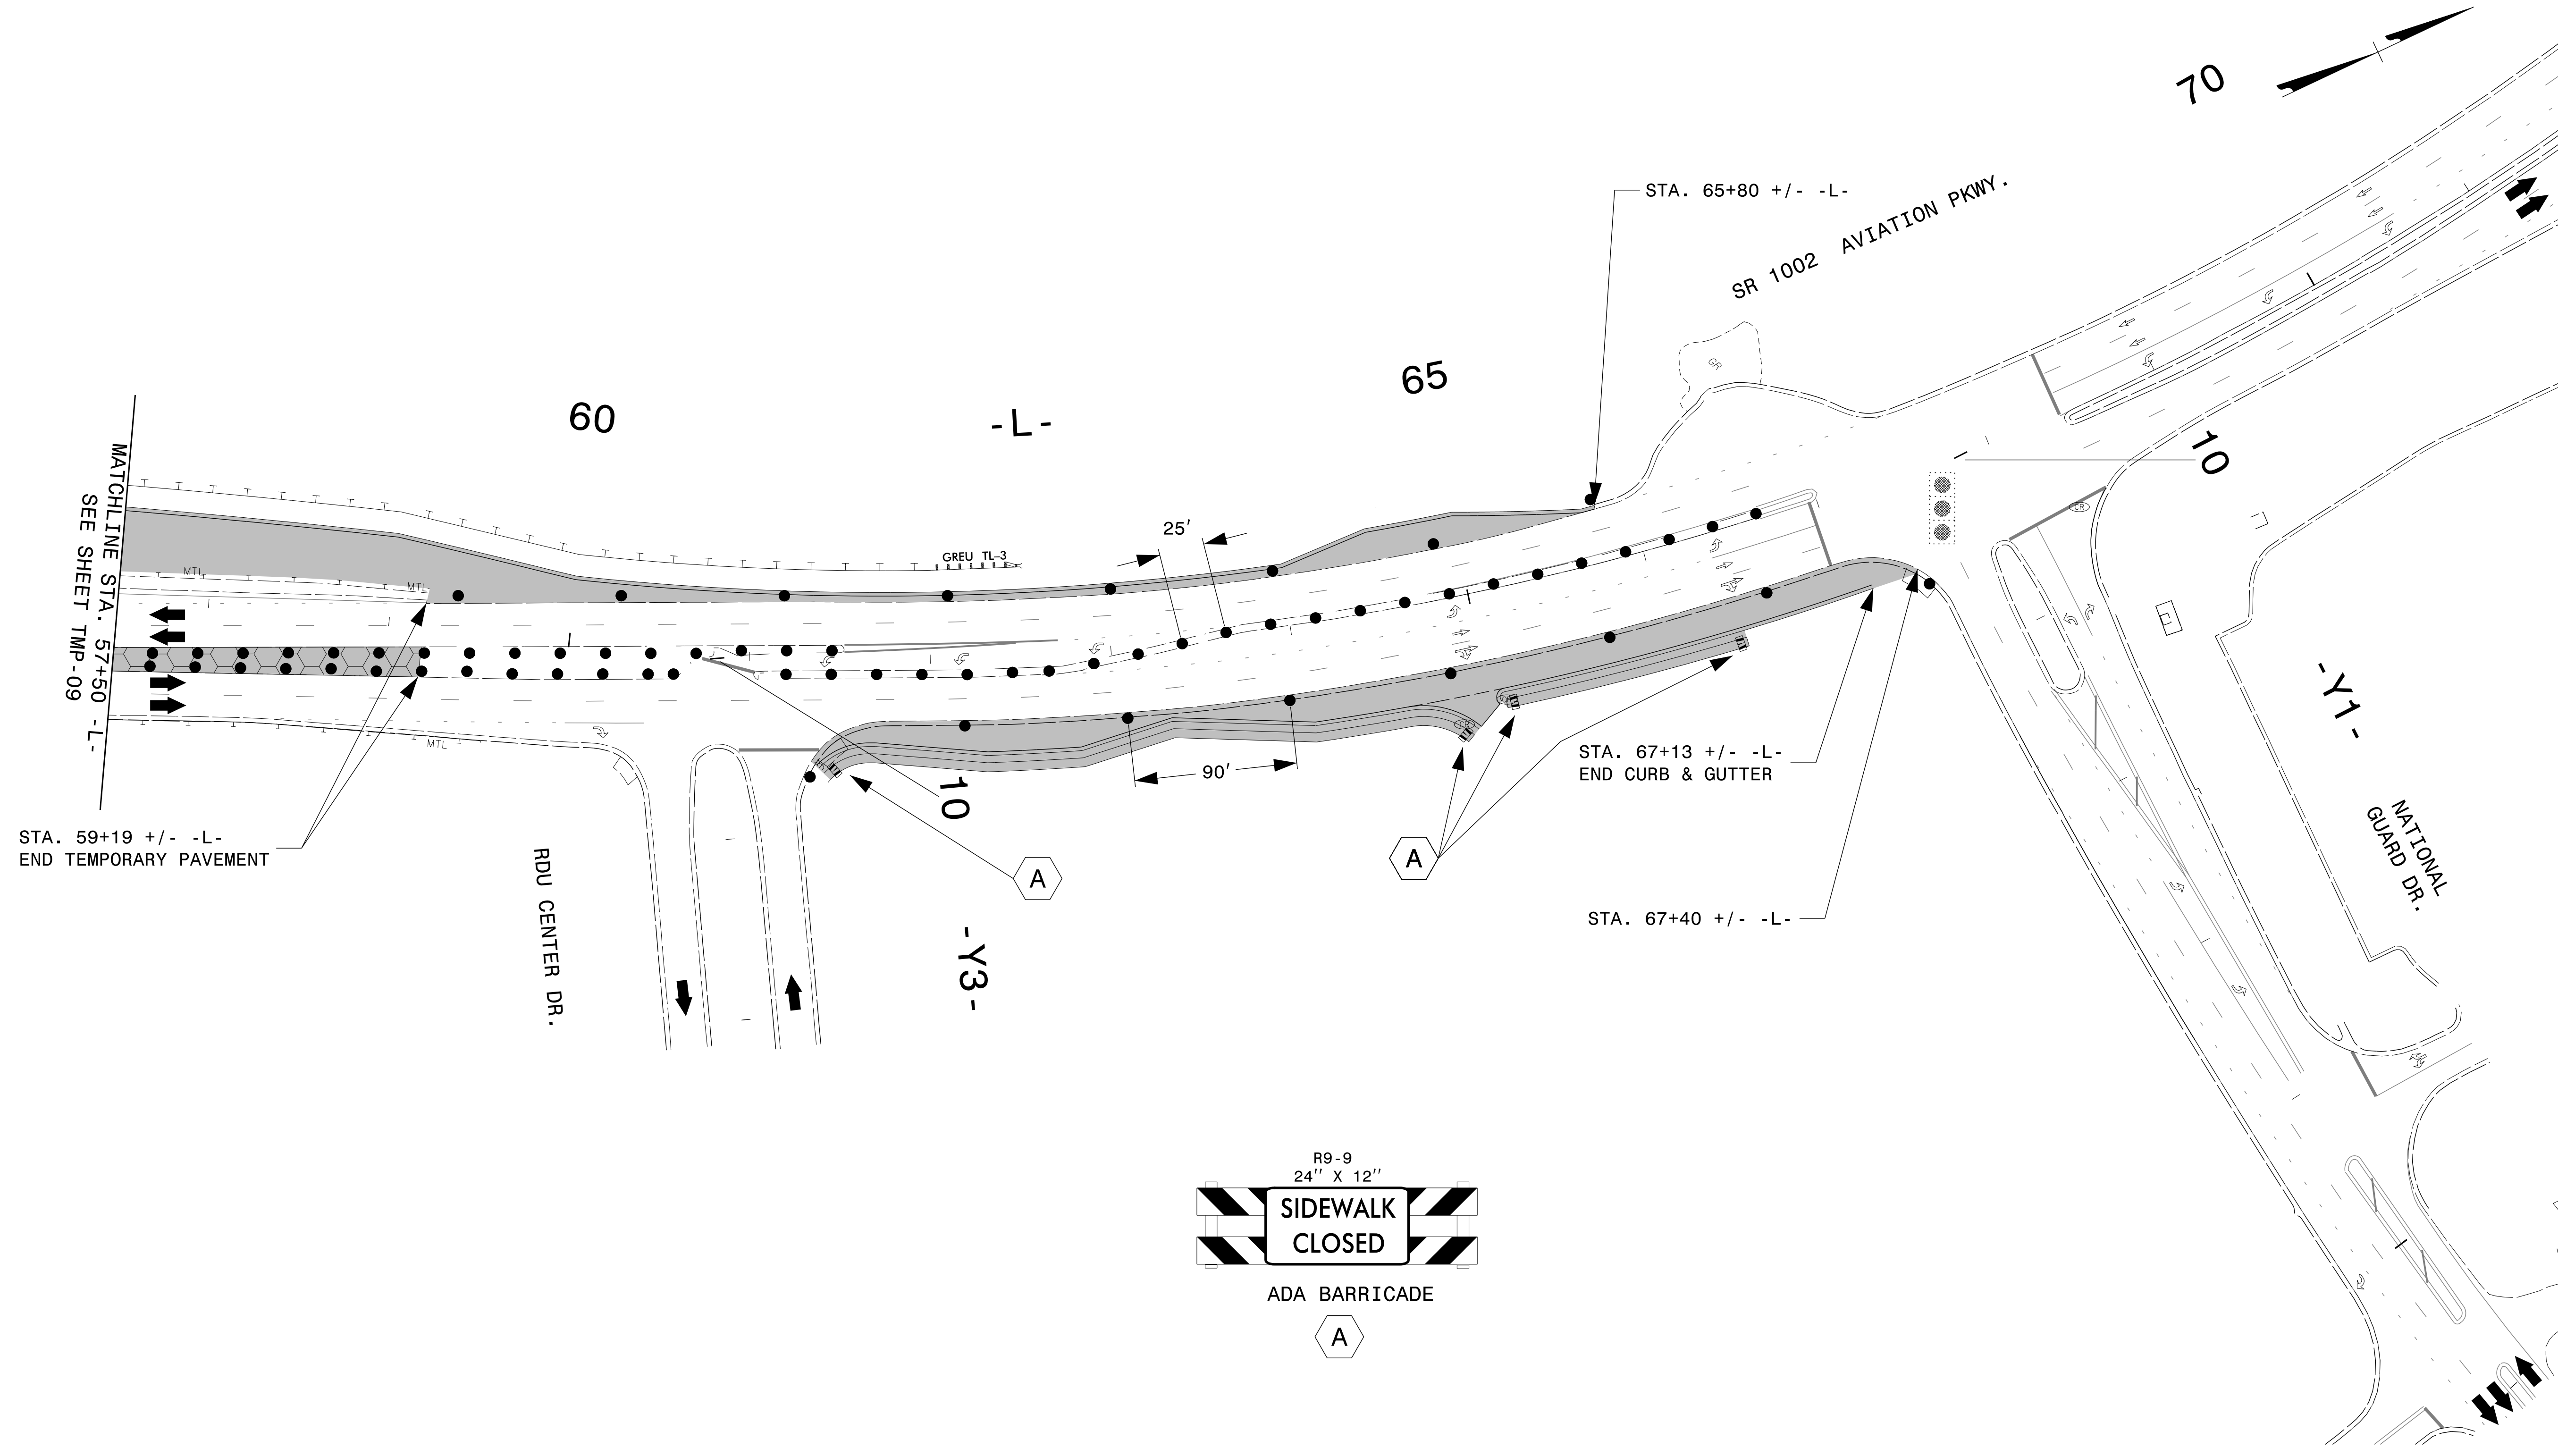 70
STA. 65+80 +/- -L-
SR 1002 AVIATION PKWY.
GR
65
60
-L-
25'
GREU TL-3
MATCHLINE STA. 57+50 -L-
SEE SHEET TMP-09
MTL
MTL
MTL
10
CR
CR
-Y1-
NATIONAL
GUARD DR.
STA. 67+13 +/- -L-
END CURB & GUTTER
90'
10
A
A
STA. 59+19 +/- -L-
END TEMPORARY PAVEMENT
RDU CENTER DR.
-Y3-
STA. 67+40 +/- -L-
R9-9
24'' X 12''
SIDEWALK
CLOSED
ADA BARRICADE
A